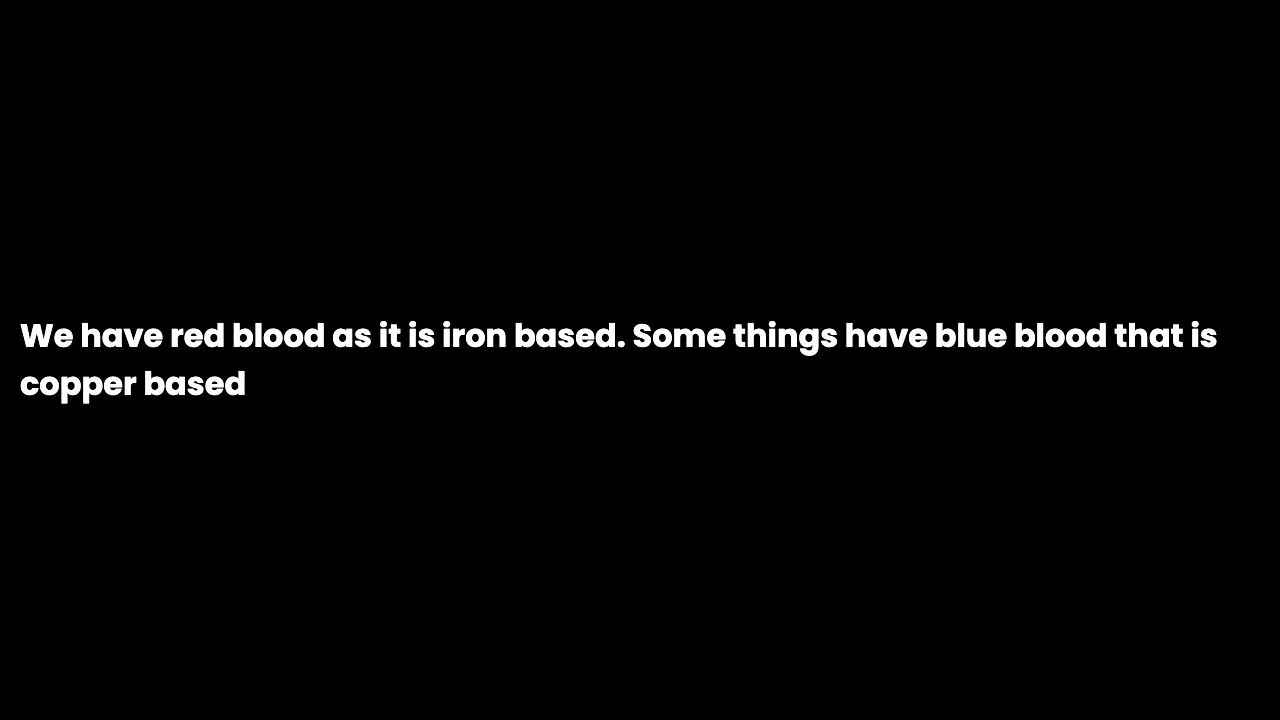 We have red blood as it is iron based. Some things have blue blood that is
copper based